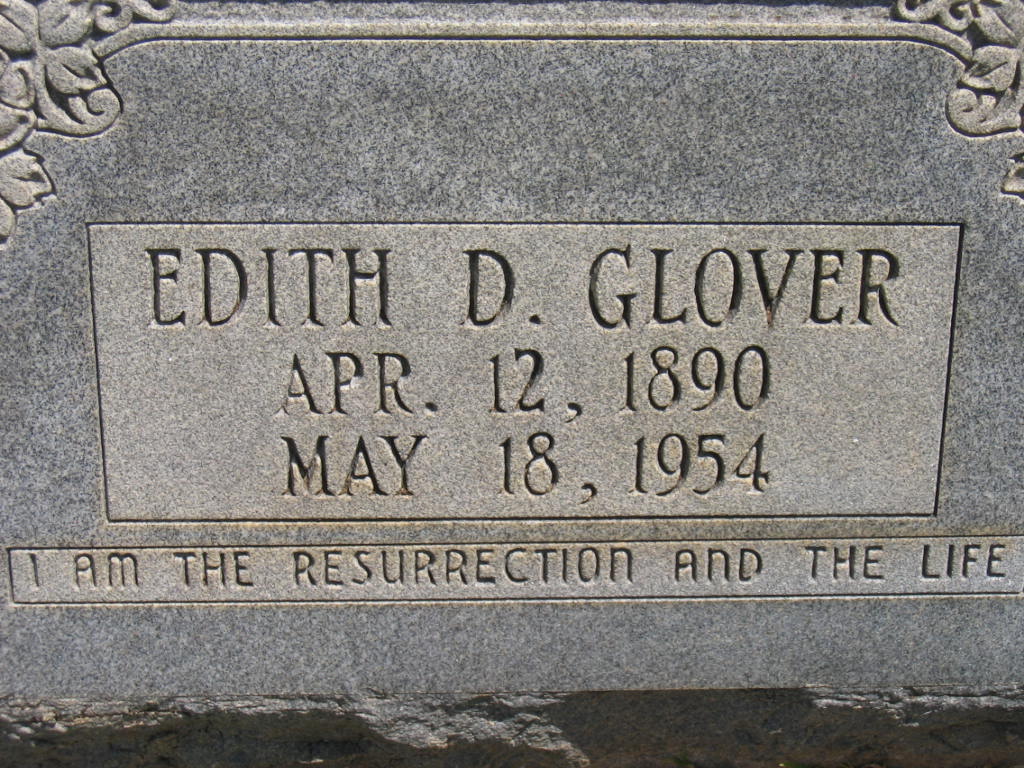 EDITH D. GLOVER
APR. 12, 1890
MAY 18, 1954
I AM THE RESURRECTION AND THE LIFE